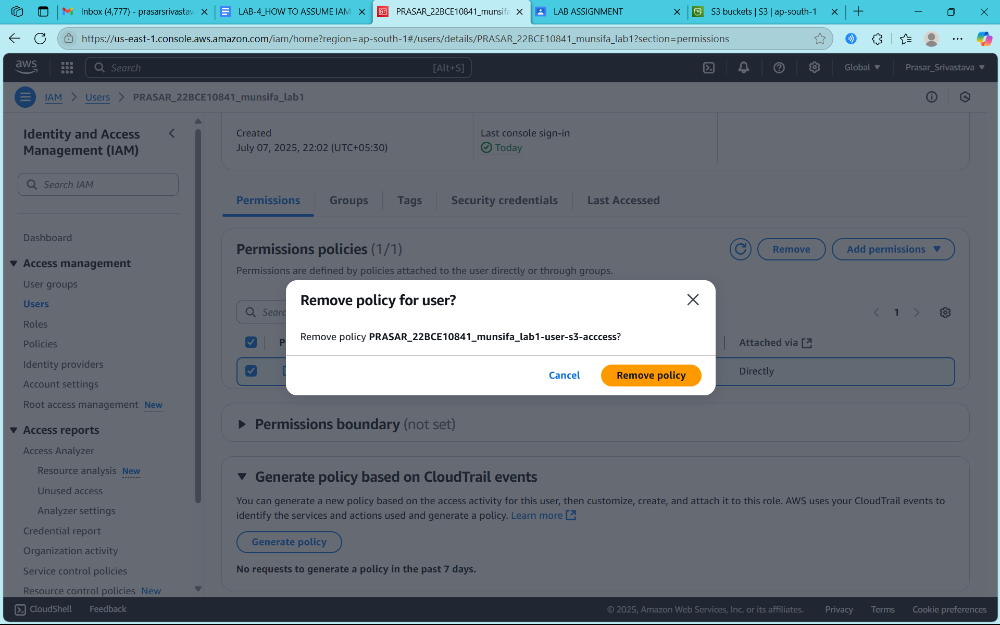 Inbox (4,777) - prasarsrivastav
LAB-4_HOW TO ASSUME IAM
PRASAR_22BCE10841_munsifa
LAB ASSIGNMENT
S3 buckets | S3 | ap-south-1
https://us-east-1.console.aws.amazon.com/iam/home?region=ap-south-1#/users/details/PRASAR_22BCE10841_munsifa_lab1?section=permissions
aws
Search
[Alt+S]
Global
Prasar_Srivastava
IAM
Users
PRASAR_22BCE10841_munsifa_lab1
Identity and Access
Management (IAM)
Search IAM
Dashboard
Access management
User groups
Users
Roles
Policies
Identity providers
Account settings
Root access management New
Access reports
Access Analyzer
Resource analysis New
Unused access
Analyzer settings
Credential report
Organization activity
Service control policies
Resource control policies New
Created
July 07, 2025, 22:02 (UTC+05:30)
Last console sign-in
Today
Permissions
Groups
Tags
Security credentials
Last Accessed
Permissions policies (1/1)
Remove
Add permissions
Permissions are defined by policies attached to the user directly or through groups.
1
Attached via
Directly
Remove policy for user?
Remove policy PRASAR_22BCE10841_munsifa_lab1-user-s3-acccess?
Cancel
Remove policy
Permissions boundary (not set)
Generate policy based on CloudTrail events
You can generate a new policy based on the access activity for this user, then customize, create, and attach it to this role. AWS uses your CloudTrail events to
identify the services and actions used and generate a policy. Learn more
Generate policy
No requests to generate a policy in the past 7 days.
CloudShell
Feedback
© 2025, Amazon Web Services, Inc. or its affiliates.
Privacy
Terms
Cookie preferences